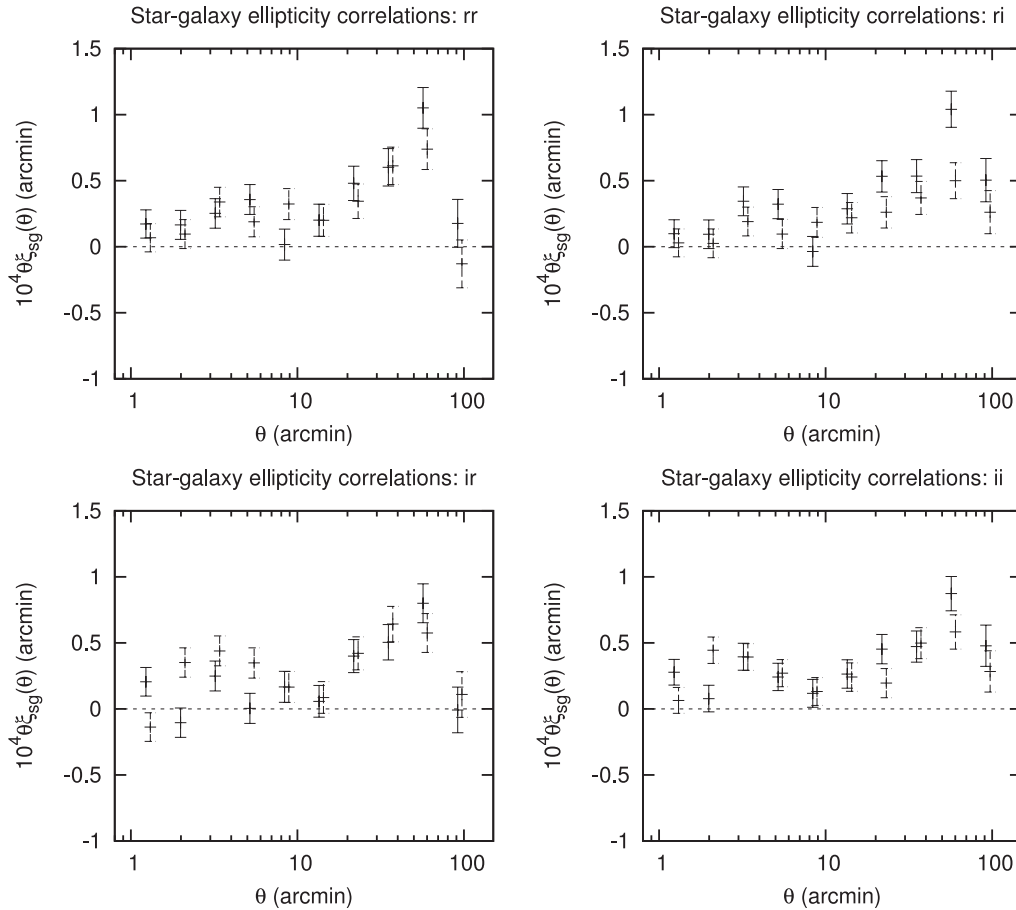 Star-galaxy ellipticity correlations: rr
1.5
1
0.5
0
-0.5
-1
10⁴θξsg(θ) (arcmin)
1 10 100
θ (arcmin)
Star-galaxy ellipticity correlations: ri
1.5
1
0.5
0
-0.5
-1
10⁴θξsg(θ) (arcmin)
1 10 100
θ (arcmin)
Star-galaxy ellipticity correlations: ir
1.5
1
0.5
0
-0.5
-1
10⁴θξsg(θ) (arcmin)
1 10 100
θ (arcmin)
Star-galaxy ellipticity correlations: ii
1.5
1
0.5
0
-0.5
-1
10⁴θξsg(θ) (arcmin)
1 10 100
θ (arcmin)